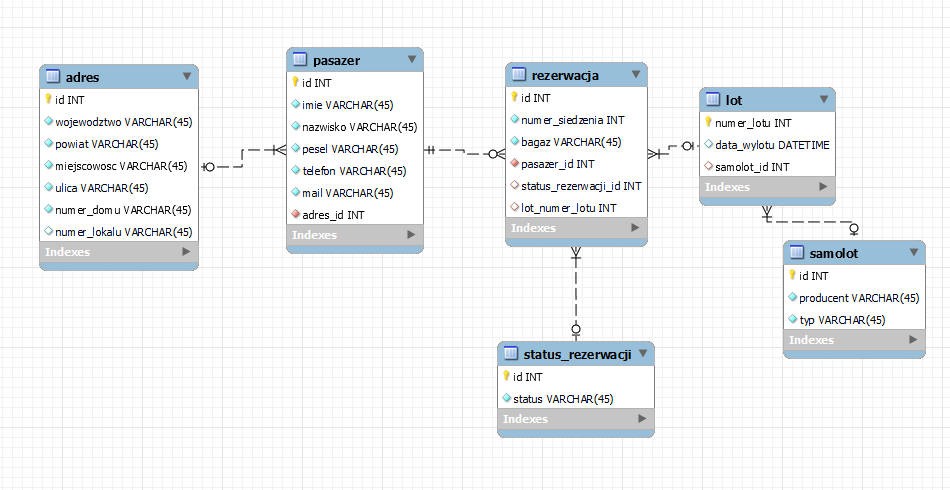 adres
id INT
wojewodztwo VARCHAR(45)
powiat VARCHAR(45)
miejscowosc VARCHAR(45)
ulica VARCHAR(45)
numer_domu VARCHAR(45)
numer_lokalu VARCHAR(45)
Indexes
pasazer
id INT
imie VARCHAR(45)
nazwisko VARCHAR(45)
pesel VARCHAR(45)
telefon VARCHAR(45)
mail VARCHAR(45)
adres_id INT
Indexes
rezerwacja
id INT
numer_siedzenia INT
bagaz VARCHAR(45)
pasazer_id INT
status_rezerwacji_id INT
lot_numer_lotu INT
Indexes
lot
numer_lotu INT
data_wylotu DATETIME
samolot_id INT
Indexes
samolot
id INT
producent VARCHAR(45)
typ VARCHAR(45)
Indexes
status_rezerwacji
id INT
status VARCHAR(45)
Indexes